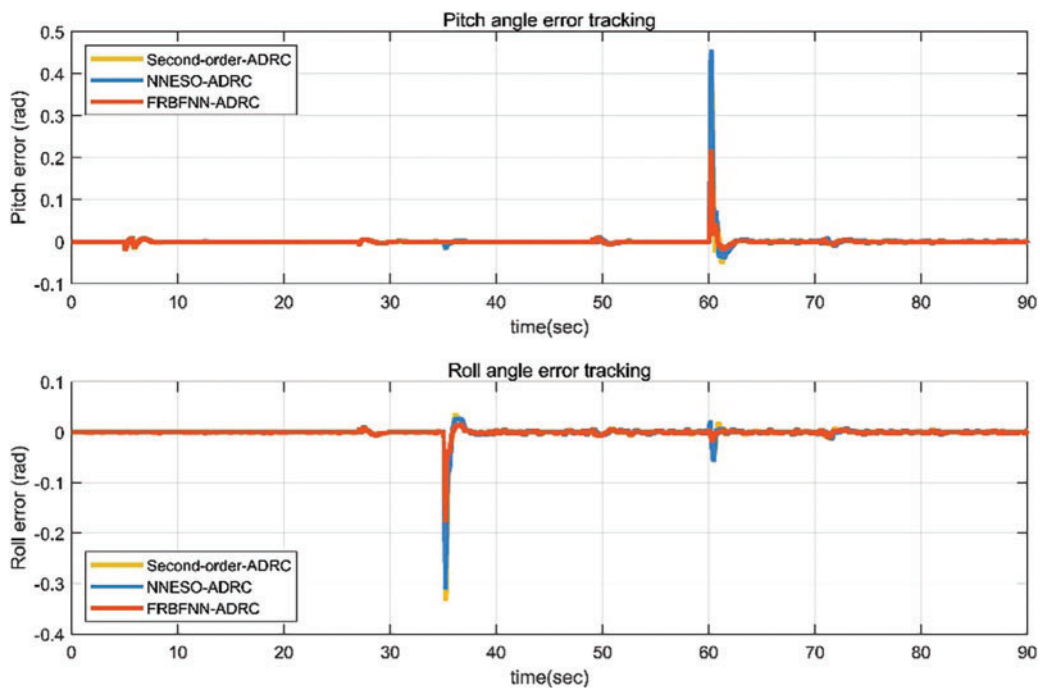 Pitch angle error tracking
0.5
0.4
0.3
0.2
0.1
0
-0.1
Pitch error (rad)
Second-order-ADRC
NNESO-ADRC
FRBFNN-ADRC
0 10 20 30 40 50 60 70 80 90
time(sec)
Roll angle error tracking
0.1
0
-0.1
-0.2
-0.3
-0.4
Roll error (rad)
Second-order-ADRC
NNESO-ADRC
FRBFNN-ADRC
0 10 20 30 40 50 60 70 80 90
time(sec)